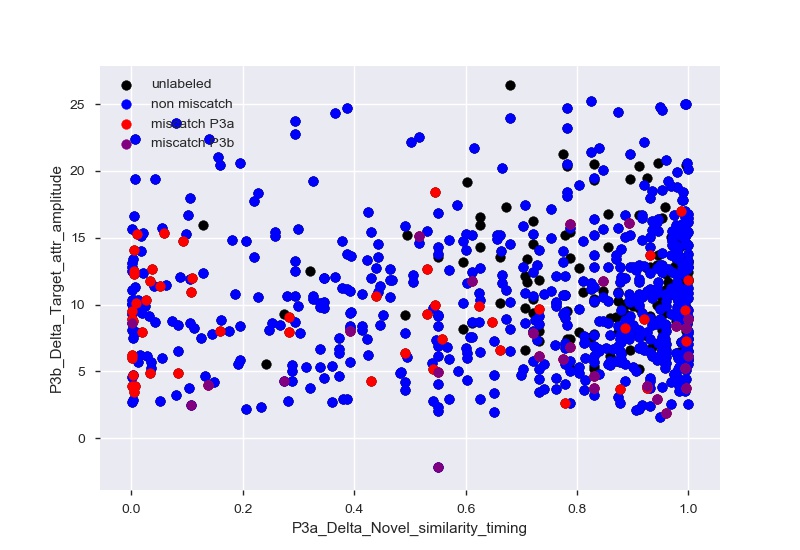 unlabeled
non miscatch
miscatch P3a
miscatch P3b
25
20
15
10
5
0
P3b_Delta_Target_attr_amplitude
0.0 0.2 0.4 0.6 0.8 1.0
P3a_Delta_Novel_similarity_timing